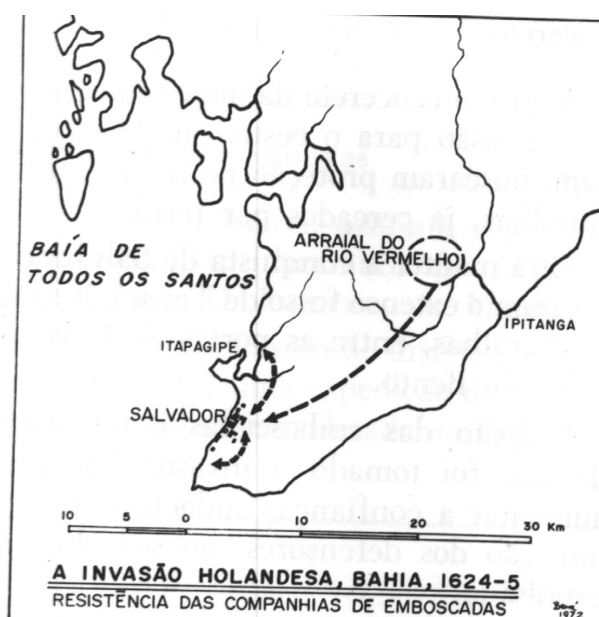 BAÍA DE
TODOS OS SANTOS
ARRAIAL DO
RIO VERMELHO
IPITANGA
ITAPAGIPE
SALVADOR
10 5 0 10 20 30 Km
A INVASÃO HOLANDESA, BAHIA, 1624-5
RESISTÊNCIA DAS COMPANHIAS DE EMBOSCADAS
1972